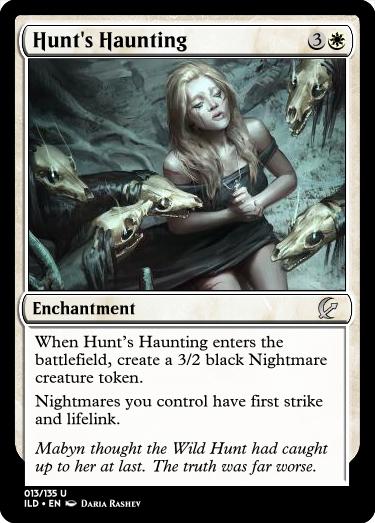 Hunt's Haunting 3
Enchantment
When Hunt's Haunting enters the
battlefield, create a 3/2 black Nightmare
creature token.
Nightmares you control have first strike
and lifelink.
Mabyn thought the Wild Hunt had caught
up to her at last. The truth was far worse.
013/135 U
ILD • EN Daria Rashev